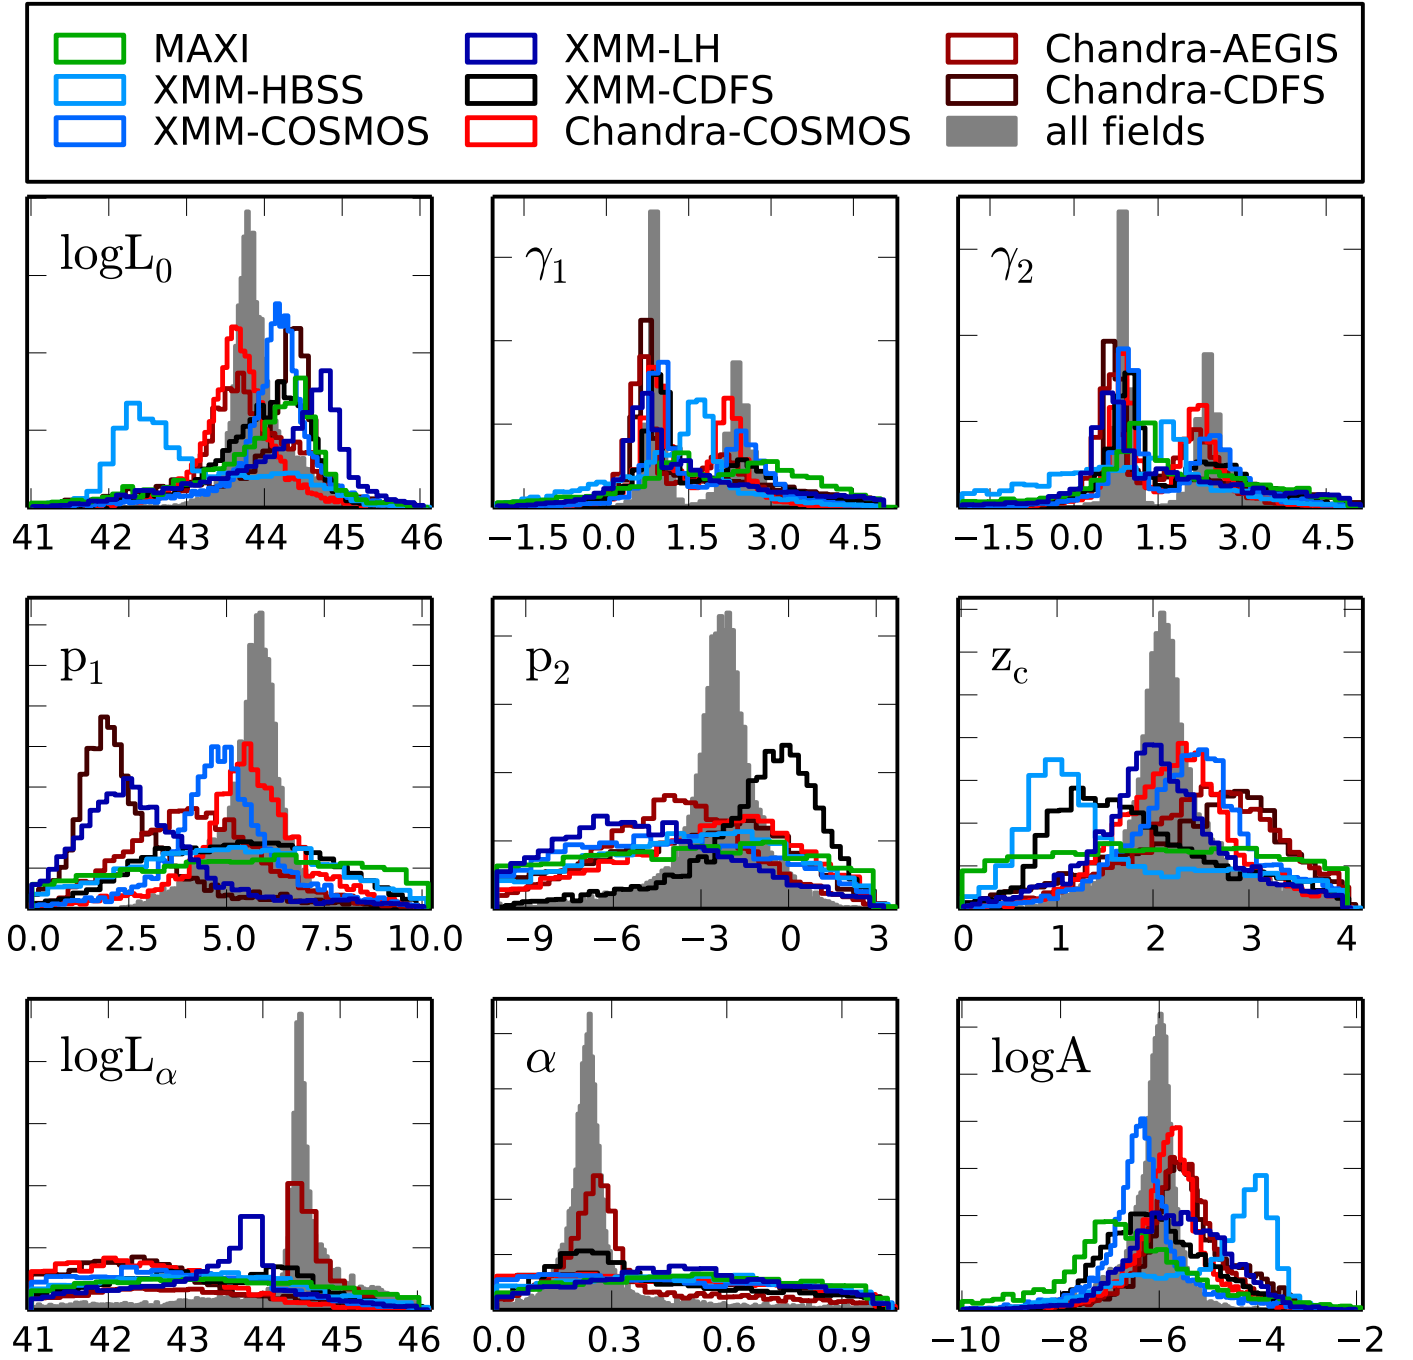 MAXI XMM-LH Chandra-AEGIS
XMM-HBSS XMM-CDFS Chandra-CDFS
XMM-COSMOS Chandra-COSMOS all fields
logL₀ γ₁ γ₂
41 42 43 44 45 46 −1.5 0.0 1.5 3.0 4.5 −1.5 0.0 1.5 3.0 4.5
p₁ p₂ z_c
0.0 2.5 5.0 7.5 10.0 −9 −6 −3 0 3 0 1 2 3 4
logL_α α logA
41 42 43 44 45 46 0.0 0.3 0.6 0.9 −10 −8 −6 −4 −2